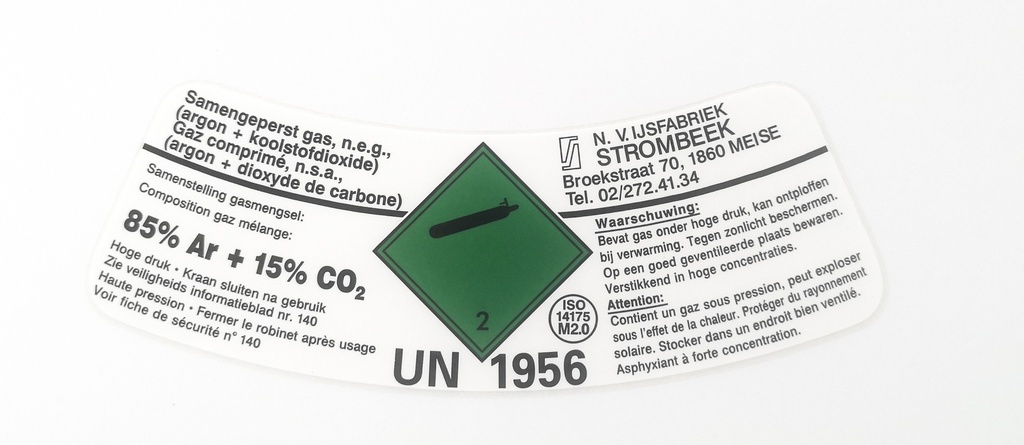 Samengeperst gas, n.e.g.,
(argon + koolstofdioxide)
Gaz comprimé, n.s.a.,
(argon + dioxyde de carbone)
Samenstelling gasmengsel:
Composition gaz mélange:
85% Ar + 15% CO₂
Hoge druk • Kraan sluiten na gebruik
Zie veiligheids informatieblad nr. 140
Haute pression • Fermer le robinet après usage
Voir fiche de sécurité n° 140
2
UN 1956
ISO
14175
M2.0
N. V. IJSFABRIEK
STROMBEEK
Broekstraat 70, 1860 MEISE
Tel. 02/272.41.34
Waarschuwing:
Bevat gas onder hoge druk, kan ontploffen
bij verwarming. Tegen zonlicht beschermen.
Op een goed geventileerde plaats bewaren.
Verstikkend in hoge concentraties.
Attention:
Contient un gaz sous pression, peut exploser
sous l'effet de la chaleur. Protéger du rayonnement
solaire. Stocker dans un endroit bien ventilé.
Asphyxiant à forte concentration.